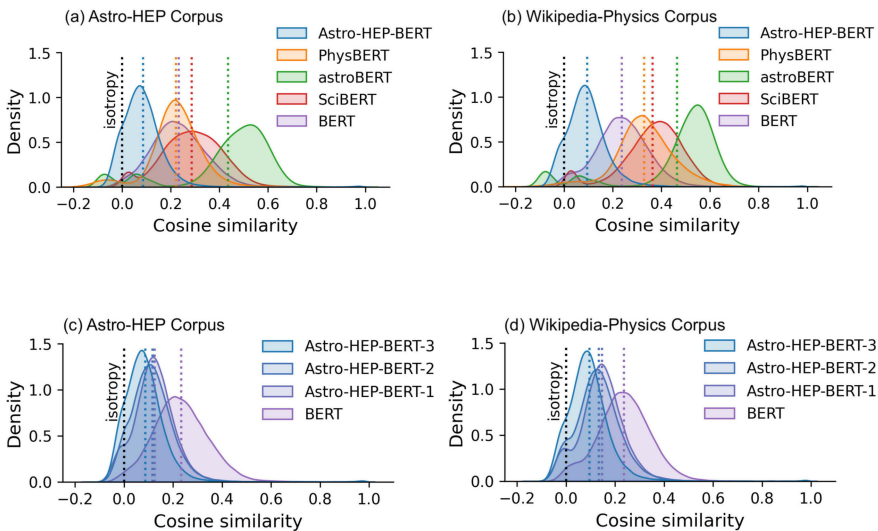 (a) Astro-HEP Corpus
1.5
1.0
0.5
0.0
Density
isotropy
Astro-HEP-BERT
PhysBERT
astroBERT
SciBERT
BERT
−0.2 0.0 0.2 0.4 0.6 0.8 1.0
Cosine similarity
(b) Wikipedia-Physics Corpus
1.5
1.0
0.5
0.0
Density
isotropy
Astro-HEP-BERT
PhysBERT
astroBERT
SciBERT
BERT
−0.2 0.0 0.2 0.4 0.6 0.8 1.0
Cosine similarity
(c) Astro-HEP Corpus
1.5
1.0
0.5
0.0
Density
isotropy
Astro-HEP-BERT-3
Astro-HEP-BERT-2
Astro-HEP-BERT-1
BERT
−0.2 0.0 0.2 0.4 0.6 0.8 1.0
Cosine similarity
(d) Wikipedia-Physics Corpus
1.5
1.0
0.5
0.0
Density
isotropy
Astro-HEP-BERT-3
Astro-HEP-BERT-2
Astro-HEP-BERT-1
BERT
−0.2 0.0 0.2 0.4 0.6 0.8 1.0
Cosine similarity